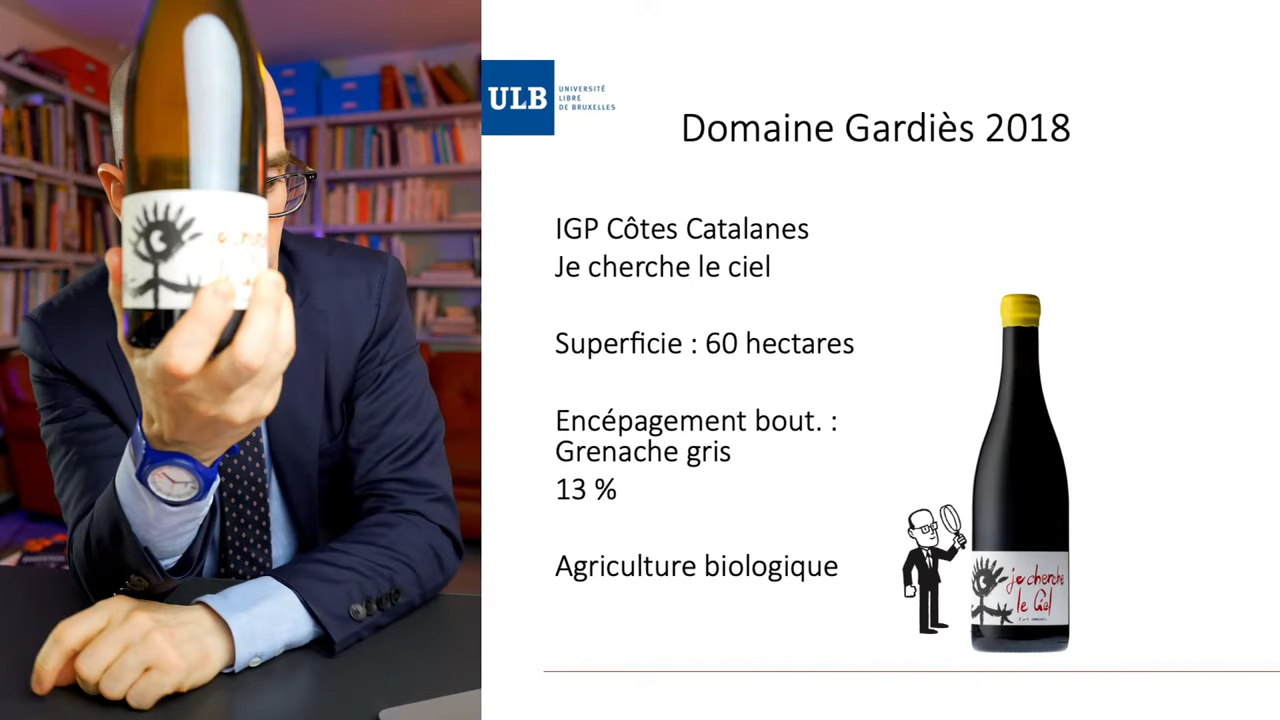 ULB
UNIVERSITÉ
LIBRE
DE BRUXELLES
Domaine Gardiès 2018
IGP Côtes Catalanes
Je cherche le ciel
Superficie : 60 hectares
Encépagement bout. :
Grenache gris
13 %
Agriculture biologique
je cherche
le Ciel